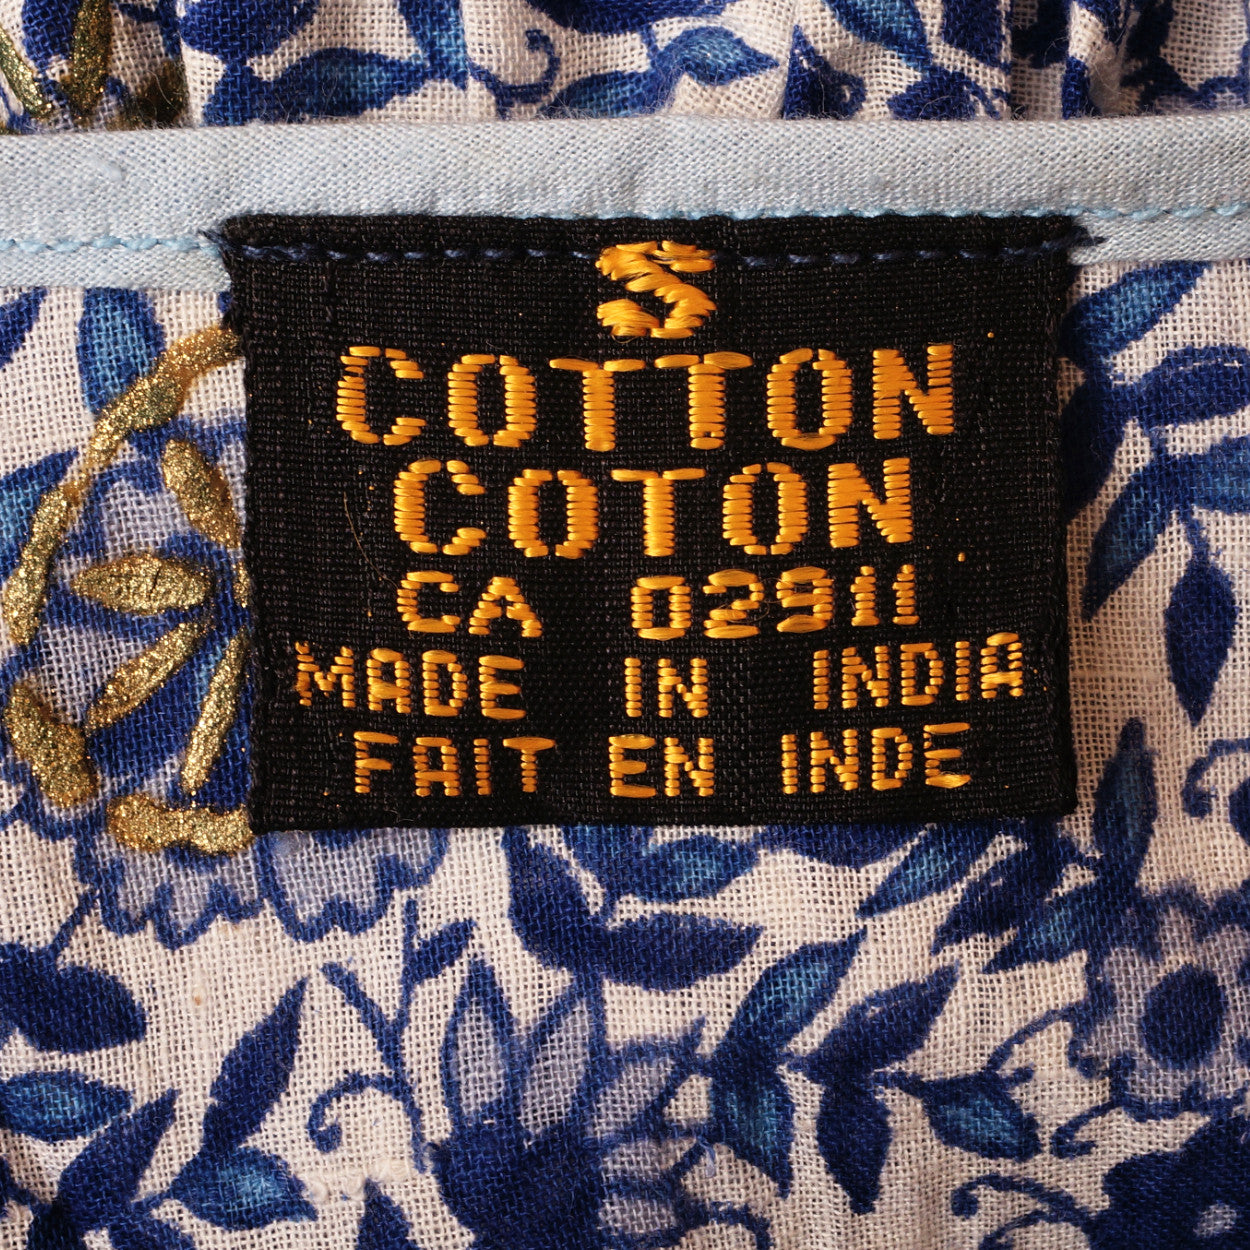 S
COTTON
COTON
CA 02911
MADE IN INDIA
FAIT EN INDE